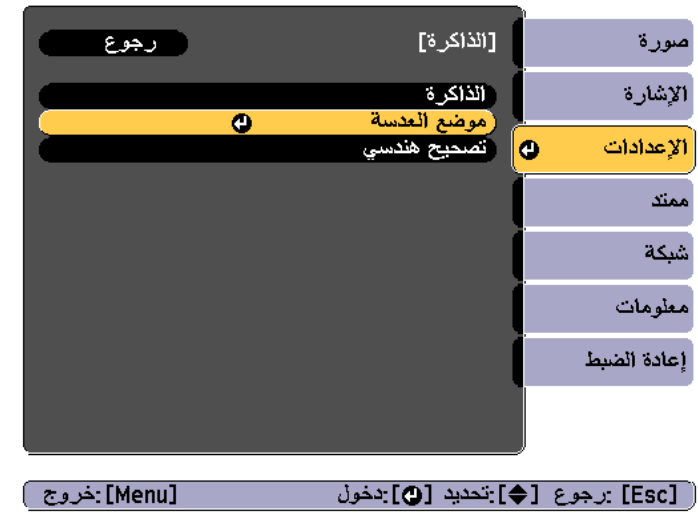 صورة
الإشارة
الإعدادات
ممتد
شبكة
معلومات
إعادة الضبط
[الذاكرة] رجوع
الذاكرة
موضع العدسة
تصحيح هندسي
[Esc] :رجوع [◆]:تحديد [↵]:دخول [Menu]:خروج